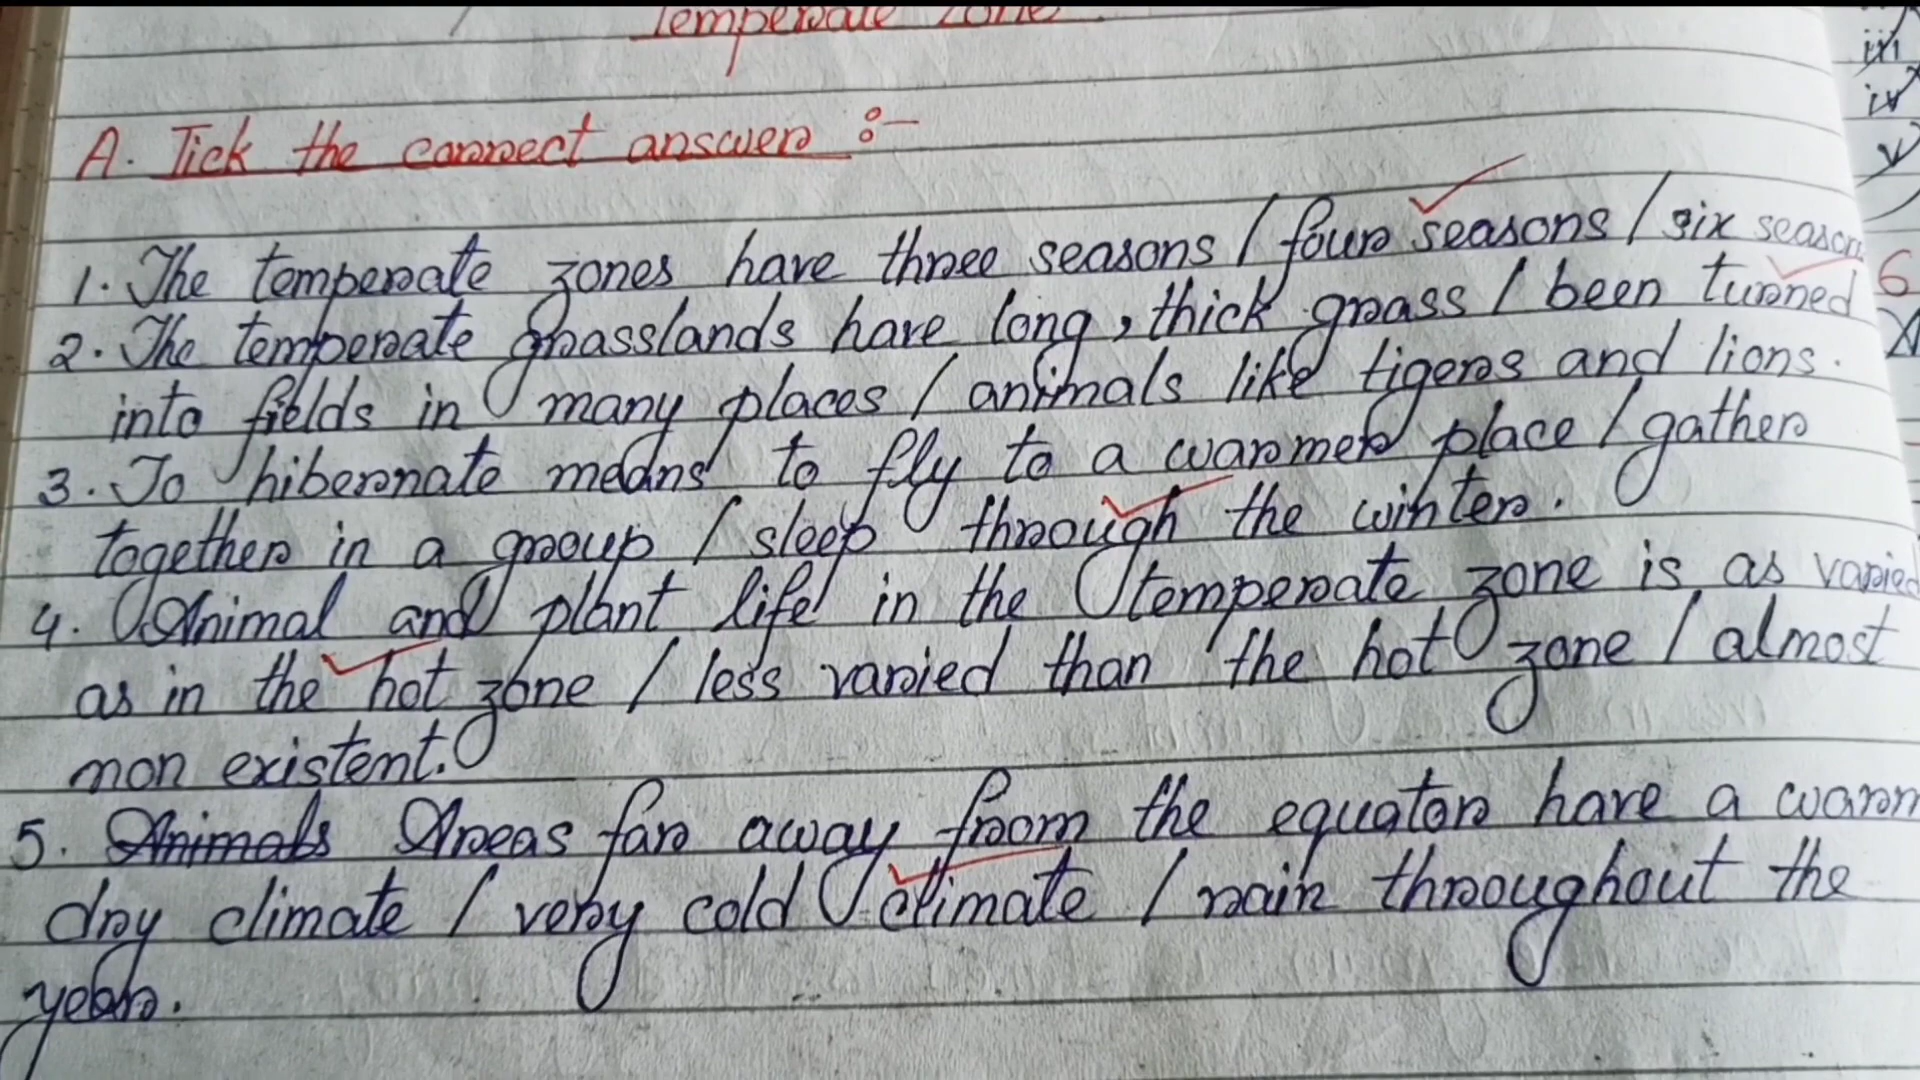 Temperate Zone.
A. Tick the correct answer :-
1. The temperate zones have three seasons / four seasons / six season
2. The temperate grasslands have long, thick grass / been turned
into fields in many places / animals like tigers and lions.
3. To hibernate means to fly to a warmer place / gather
together in a group / sleep through the winter.
4. Animal and plant life in the temperate zone is as varied
as in the hot zone / less varied than the hot zone / almost
non existent.
5. Animals Areas far away from the equator have a warm
dry climate / very cold climate / rain throughout the
year.
iii
iv
v
6